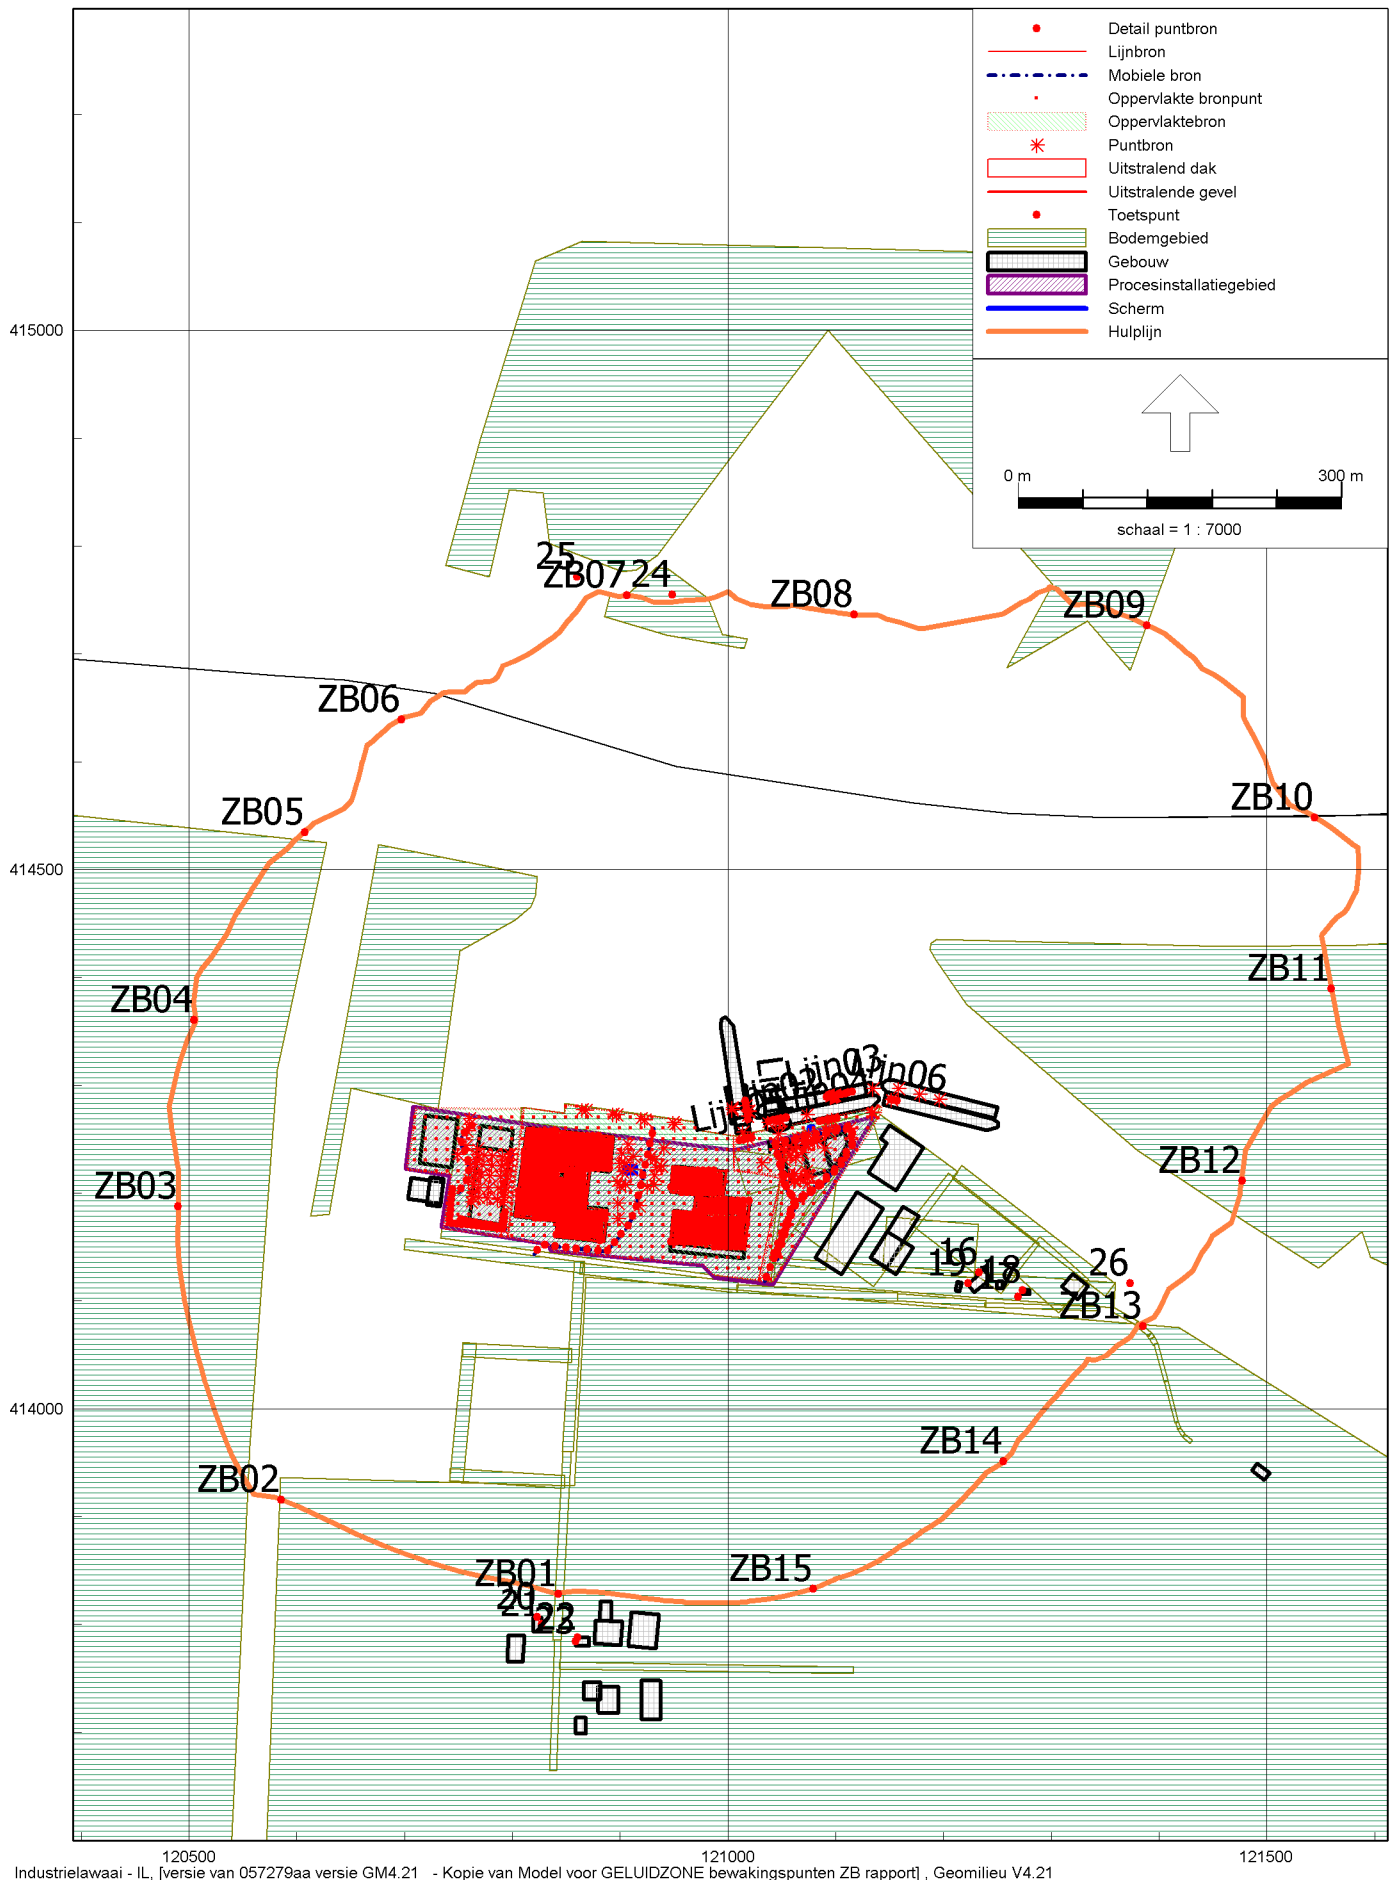 Detail puntbron
Lijnbron
Mobiele bron
Oppervlakte bronpunt
Oppervlaktebron
Puntbron
Uitstralend dak
Uitstralende gevel
Toetspunt
Bodemgebied
Gebouw
Procesinstallatiegebied
Scherm
Hulplijn
0 m 300 m
schaal = 1 : 7000
415000
25
ZB07 24
ZB08
ZB09
ZB06
ZB10
ZB05
414500
ZB11
ZB04
Lijn03
Lijn06
ZB12
ZB03
16
19
18
26
ZB13
414000
ZB14
ZB02
ZB15
ZB01
20
22
120500 121000 121500
Industrielawaai - IL, [versie van 057279aa versie GM4.21 - Kopie van Model voor GELUIDZONE bewakingspunten ZB rapport] , Geomilieu V4.21